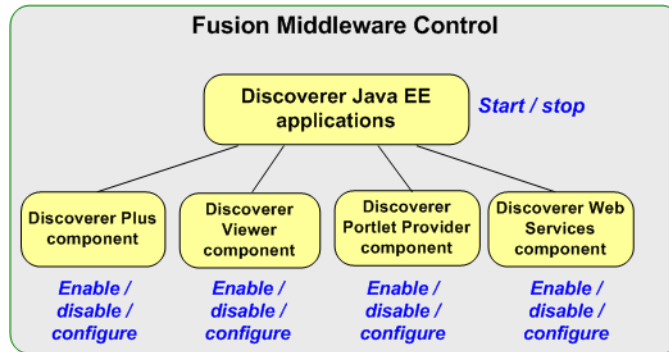 Fusion Middleware Control
Discoverer Java EE
applications
Start / stop
Discoverer Plus
component
Discoverer
Viewer
component
Discoverer
Portlet Provider
component
Discoverer Web
Services
component
Enable /
disable /
configure
Enable /
disable /
configure
Enable /
disable /
configure
Enable /
disable /
configure